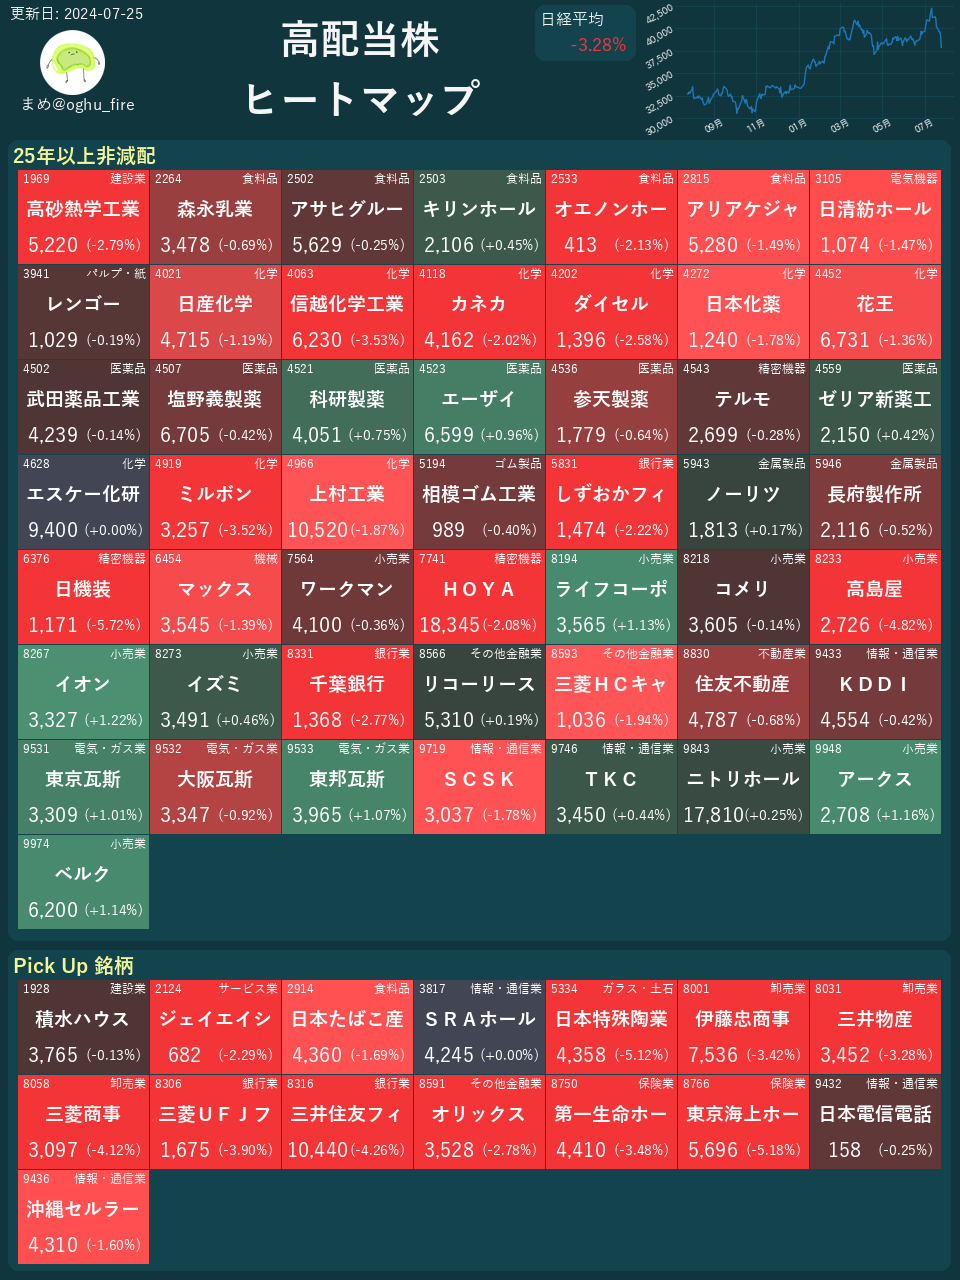 更新日: 2024-07-25
まめ@oghu_fire
高配当株
ヒートマップ
日経平均
-3.28%
42,500
40,000
37,500
35,000
32,500
30,000
09月 11月 01月 03月 05月 07月
25年以上非減配
1969 建設業 2264 食料品 2502 食料品 2503 食料品 2533 食料品 2815 食料品 3105 電気機器
高砂熱学工業 森永乳業 アサヒグルー キリンホール オエノンホー アリアケジャ 日清紡ホール
5,220 (-2.79%) 3,478 (-0.69%) 5,629 (-0.25%) 2,106 (+0.45%) 413 (-2.13%) 5,280 (-1.49%) 1,074 (-1.47%)
3941 パルプ・紙 4021 化学 4063 化学 4118 化学 4202 化学 4272 化学 4452 化学
レンゴー 日産化学 信越化学工業 カネカ ダイセル 日本化薬 花王
1,029 (-0.19%) 4,715 (-1.19%) 6,230 (-3.53%) 4,162 (-2.02%) 1,396 (-2.58%) 1,240 (-1.78%) 6,731 (-1.36%)
4502 医薬品 4507 医薬品 4521 医薬品 4523 医薬品 4536 医薬品 4543 精密機器 4559 医薬品
武田薬品工業 塩野義製薬 科研製薬 エーザイ 参天製薬 テルモ ゼリア新薬工
4,239 (-0.14%) 6,705 (-0.42%) 4,051 (+0.75%) 6,599 (+0.96%) 1,779 (-0.64%) 2,699 (-0.28%) 2,150 (+0.42%)
4628 化学 4919 化学 4966 化学 5194 ゴム製品 5831 銀行業 5943 金属製品 5946 金属製品
エスケー化研 ミルボン 上村工業 相模ゴム工業 しずおかフィ ノーリツ 長府製作所
9,400 (+0.00%) 3,257 (-3.52%) 10,520 (-1.87%) 989 (-0.40%) 1,474 (-2.22%) 1,813 (+0.17%) 2,116 (-0.52%)
6376 精密機器 6454 機械 7564 小売業 7741 精密機器 8194 小売業 8218 小売業 8233 小売業
日機装 マックス ワークマン ＨＯＹＡ ライフコーポ コメリ 高島屋
1,171 (-5.72%) 3,545 (-1.39%) 4,100 (-0.36%) 18,345 (-2.08%) 3,565 (+1.13%) 3,605 (-0.14%) 2,726 (-4.82%)
8267 小売業 8273 小売業 8331 銀行業 8566 その他金融業 8593 その他金融業 8830 不動産業 9433 情報・通信業
イオン イズミ 千葉銀行 リコーリース 三菱ＨＣキャ 住友不動産 ＫＤＤＩ
3,327 (+1.22%) 3,491 (+0.46%) 1,368 (-2.77%) 5,310 (+0.19%) 1,036 (-1.94%) 4,787 (-0.68%) 4,554 (-0.42%)
9531 電気・ガス業 9532 電気・ガス業 9533 電気・ガス業 9719 情報・通信業 9746 情報・通信業 9843 小売業 9948 小売業
東京瓦斯 大阪瓦斯 東邦瓦斯 ＳＣＳＫ ＴＫＣ ニトリホール アークス
3,309 (+1.01%) 3,347 (-0.92%) 3,965 (+1.07%) 3,037 (-1.78%) 3,450 (+0.44%) 17,810 (+0.25%) 2,708 (+1.16%)
9974 小売業
ベルク
6,200 (+1.14%)
Pick Up 銘柄
1928 建設業 2124 サービス業 2914 食料品 3817 情報・通信業 5334 ガラス・土石 8001 卸売業 8031 卸売業
積水ハウス ジェイエイシ 日本たばこ産 ＳＲＡホール 日本特殊陶業 伊藤忠商事 三井物産
3,765 (-0.13%) 682 (-2.29%) 4,360 (-1.69%) 4,245 (+0.00%) 4,358 (-5.12%) 7,536 (-3.42%) 3,452 (-3.28%)
8058 卸売業 8306 銀行業 8316 銀行業 8591 その他金融業 8750 保険業 8766 保険業 9432 情報・通信業
三菱商事 三菱ＵＦＪフ 三井住友フィ オリックス 第一生命ホー 東京海上ホー 日本電信電話
3,097 (-4.12%) 1,675 (-3.90%) 10,440 (-4.26%) 3,528 (-2.78%) 4,410 (-3.48%) 5,696 (-5.18%) 158 (-0.25%)
9436 情報・通信業
沖縄セルラー
4,310 (-1.60%)